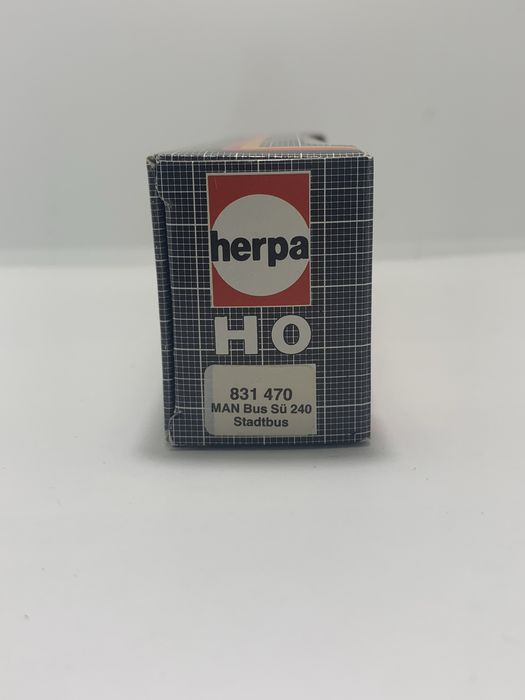 herpa
HO
831 470
MAN Bus Sü 240
Stadtbus